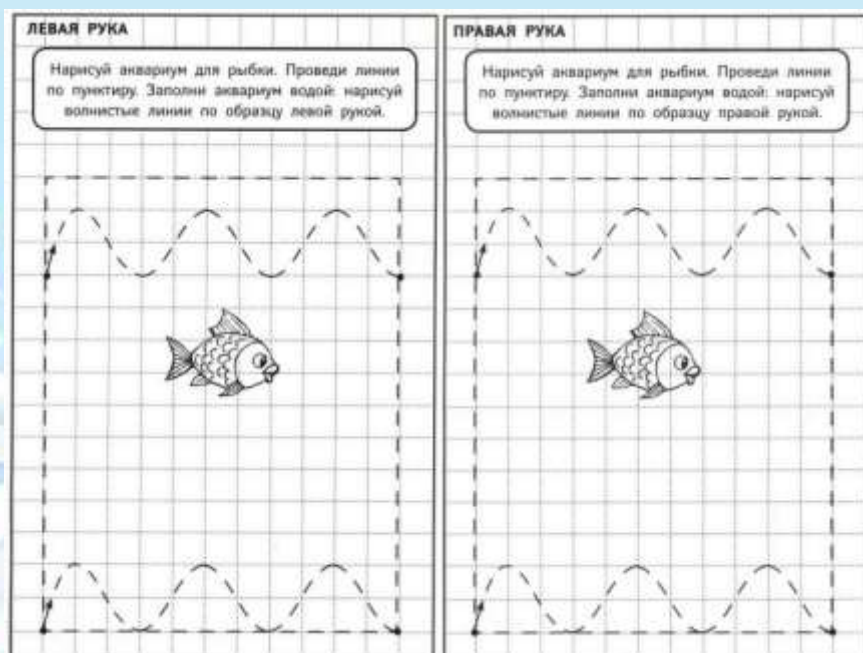 ЛЕВАЯ РУКА
Нарисуй аквариум для рыбки. Проведи линии
по пунктиру. Заполни аквариум водой: нарисуй
волнистые линии по образцу левой рукой.
ПРАВАЯ РУКА
Нарисуй аквариум для рыбки. Проведи линии
по пунктиру. Заполни аквариум водой: нарисуй
волнистые линии по образцу правой рукой.